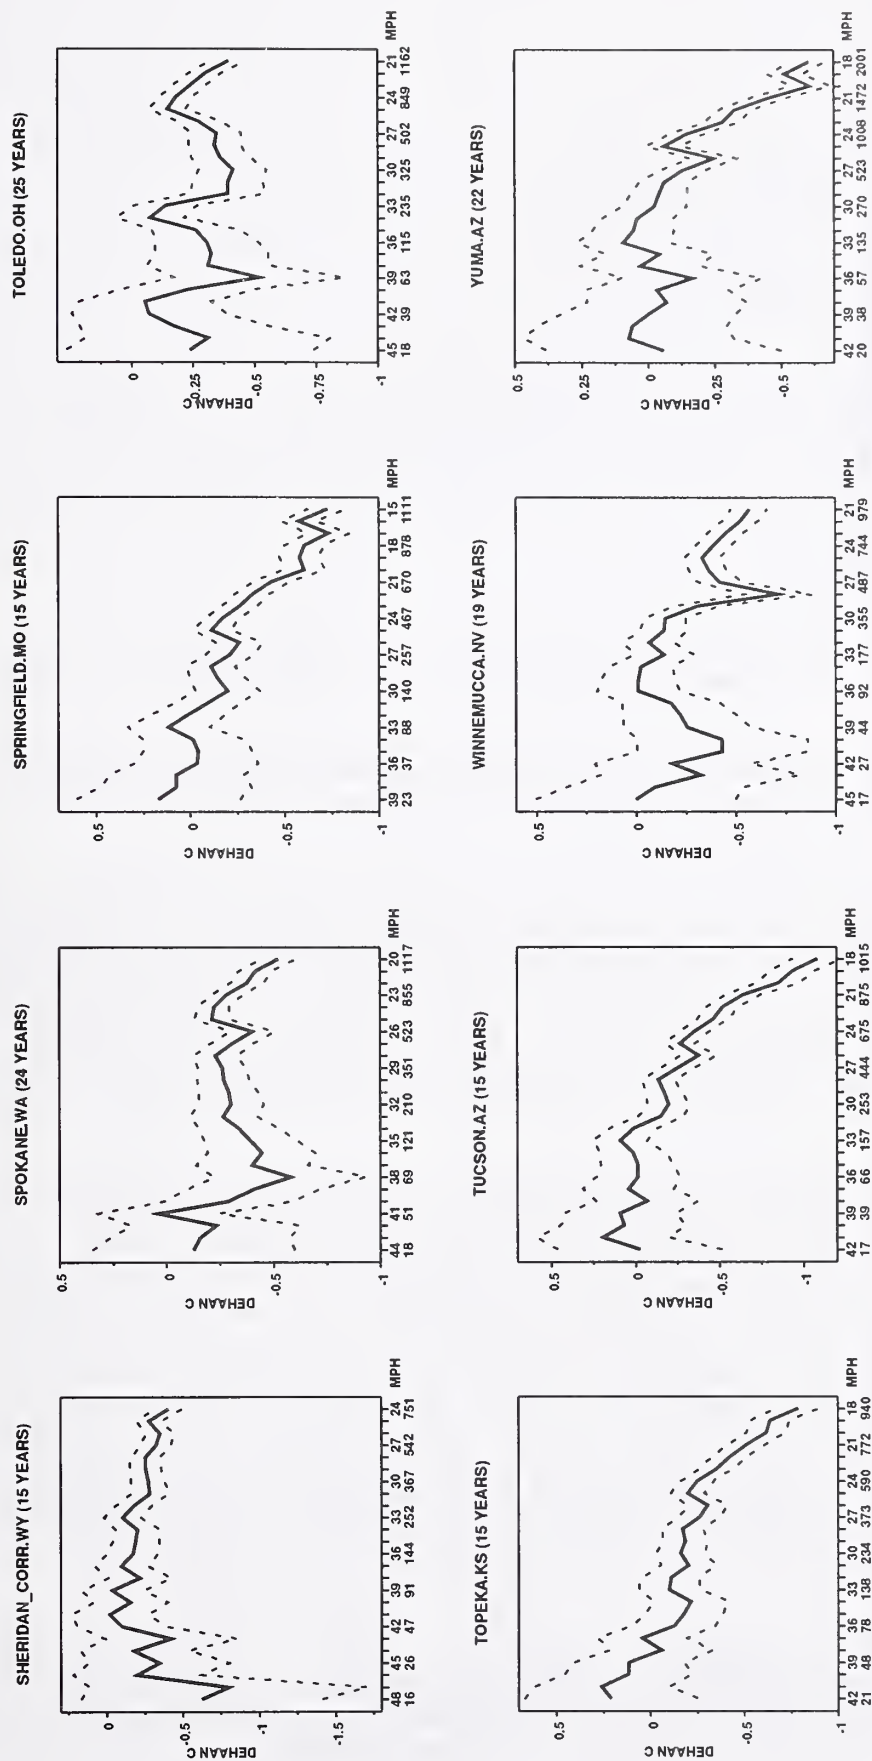 SHERIDAN_CORR.WY (15 YEARS)
DEHAAN C
0
-0.5
-1
-1.5
48 45 42 39 36 33 30 27 24 MPH
16 26 47 91 144 252 367 542 751
SPOKANE.WA (24 YEARS)
DEHAAN C
0.5
0
-0.5
-1
44 41 38 35 32 29 26 23 20 MPH
18 51 69 121 210 351 523 855 1117
SPRINGFIELD.MO (15 YEARS)
DEHAAN C
0.5
0
-0.5
-1
39 36 33 30 27 24 21 18 15 MPH
23 37 88 140 257 467 670 878 1111
TOLEDO.OH (25 YEARS)
DEHAAN C
0
-0.25
-0.5
-0.75
-1
45 42 39 36 33 30 27 24 21 MPH
18 39 63 115 235 325 502 849 1162
TOPEKA.KS (15 YEARS)
DEHAAN C
0.5
0
-0.5
-1
42 39 36 33 30 27 24 21 18 MPH
21 48 78 138 234 373 590 772 940
TUCSON.AZ (15 YEARS)
DEHAAN C
0.5
0
-0.5
-1
42 39 36 33 30 27 24 21 18 MPH
17 39 66 157 253 444 675 875 1015
WINNEMUCCA.NV (19 YEARS)
DEHAAN C
0.5
0
-0.5
-1
45 42 39 36 33 30 27 24 21 MPH
17 27 44 92 177 355 487 744 979
YUMA.AZ (22 YEARS)
DEHAAN C
0.5
0.25
0
-0.25
-0.5
42 39 36 33 30 27 24 21 18 MPH
20 38 57 135 270 523 1008 1472 2001